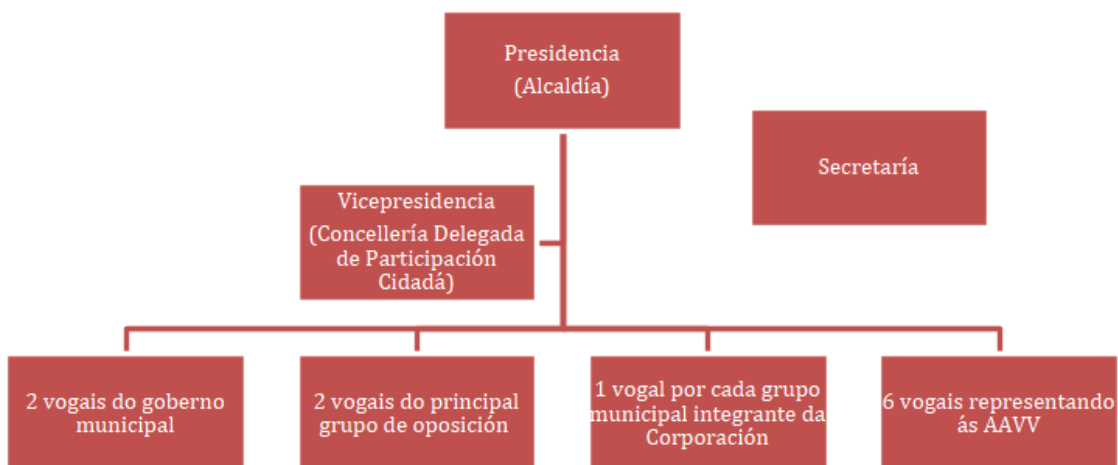 Presidencia
(Alcaldía)
Secretaría
Vicepresidencia
(Concellería Delegada
de Participación
Cidadá)
2 vogais do goberno
municipal
2 vogais do principal
grupo de oposición
1 vogal por cada grupo
municipal integrante da
Corporación
6 vogais representando
ás AAVV